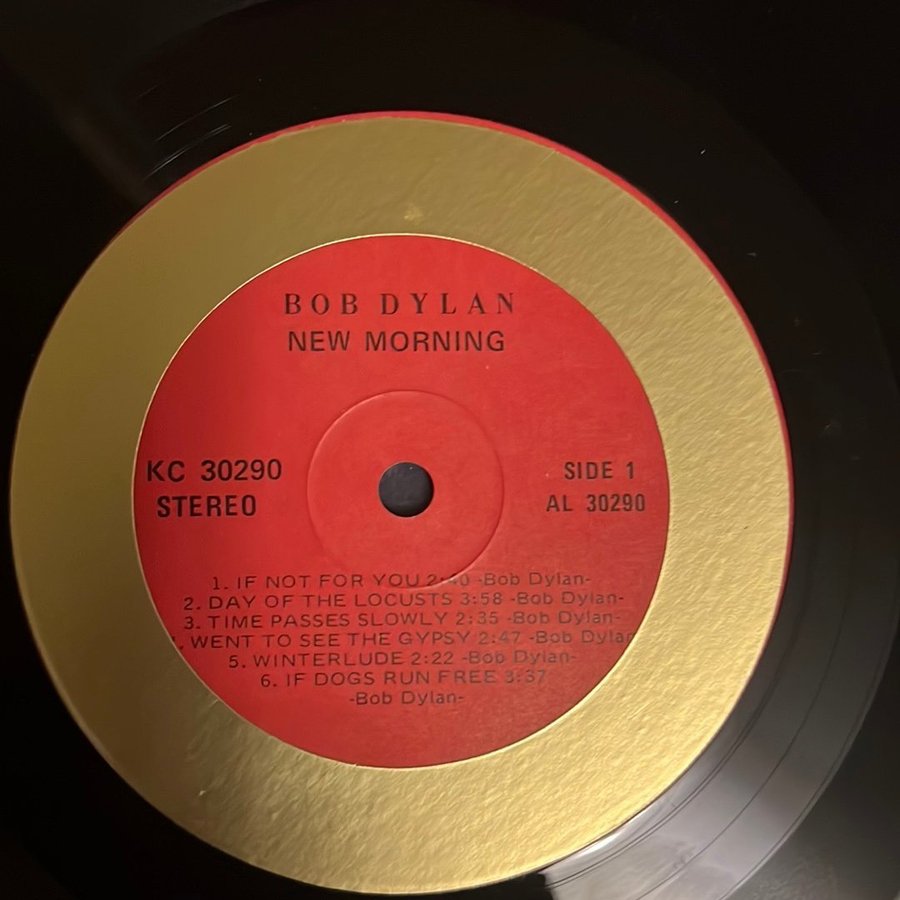 BOB DYLAN
NEW MORNING
KC 30290
STEREO
SIDE 1
AL 30290
1. IF NOT FOR YOU 2:40 -Bob Dylan-
2. DAY OF THE LOCUSTS 3:58 -Bob Dylan-
3. TIME PASSES SLOWLY 2:35 -Bob Dylan-
. WENT TO SEE THE GYPSY 2:47 -Bob Dylan
5. WINTERLUDE 2:22 -Bob Dylan-
6. IF DOGS RUN FREE 3:37
-Bob Dylan-